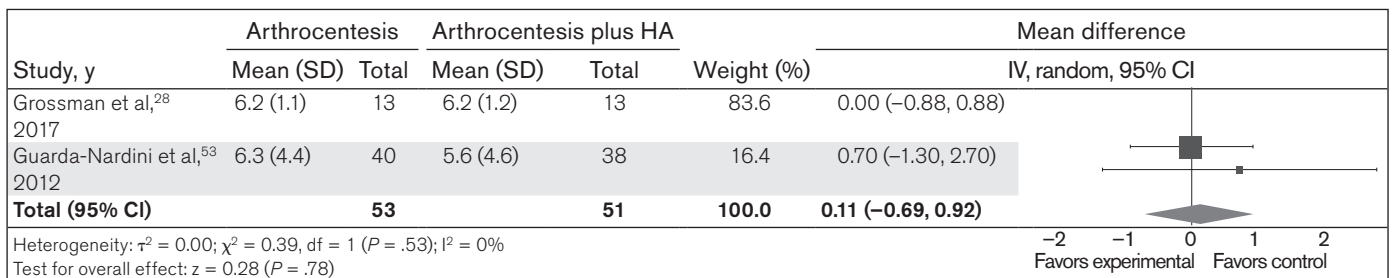 Arthrocentesis Arthrocentesis plus HA Mean difference
Study, y Mean (SD) Total Mean (SD) Total Weight (%) IV, random, 95% CI
Grossman et al,28 6.2 (1.1) 13 6.2 (1.2) 13 83.6 0.00 (–0.88, 0.88)
2017
Guarda-Nardini et al,53 6.3 (4.4) 40 5.6 (4.6) 38 16.4 0.70 (–1.30, 2.70)
2012
Total (95% CI) 53 51 100.0 0.11 (–0.69, 0.92)
Heterogeneity: τ2 = 0.00; χ2 = 0.39, df = 1 (P = .53); I2 = 0%
Test for overall effect: z = 0.28 (P = .78)
–2 –1 0 1 2
Favors experimental Favors control